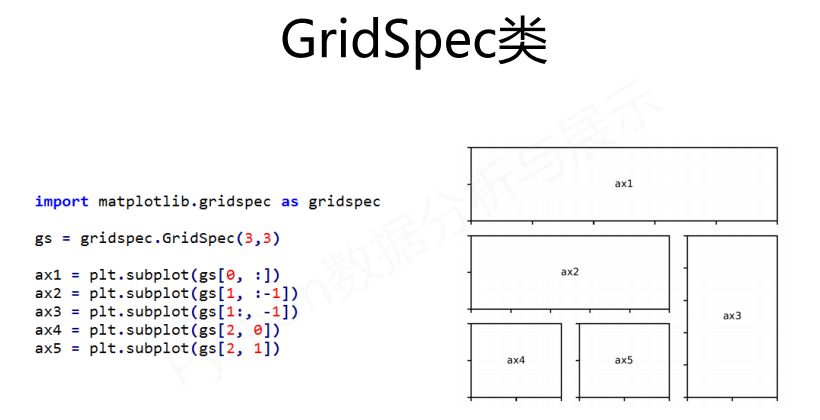 GridSpec类
Python数据分析与展示
import matplotlib.gridspec as gridspec
gs = gridspec.GridSpec(3,3)
ax1 = plt.subplot(gs[0, :])
ax2 = plt.subplot(gs[1, :-1])
ax3 = plt.subplot(gs[1:, -1])
ax4 = plt.subplot(gs[2, 0])
ax5 = plt.subplot(gs[2, 1])
ax1
ax2
ax3
ax4
ax5